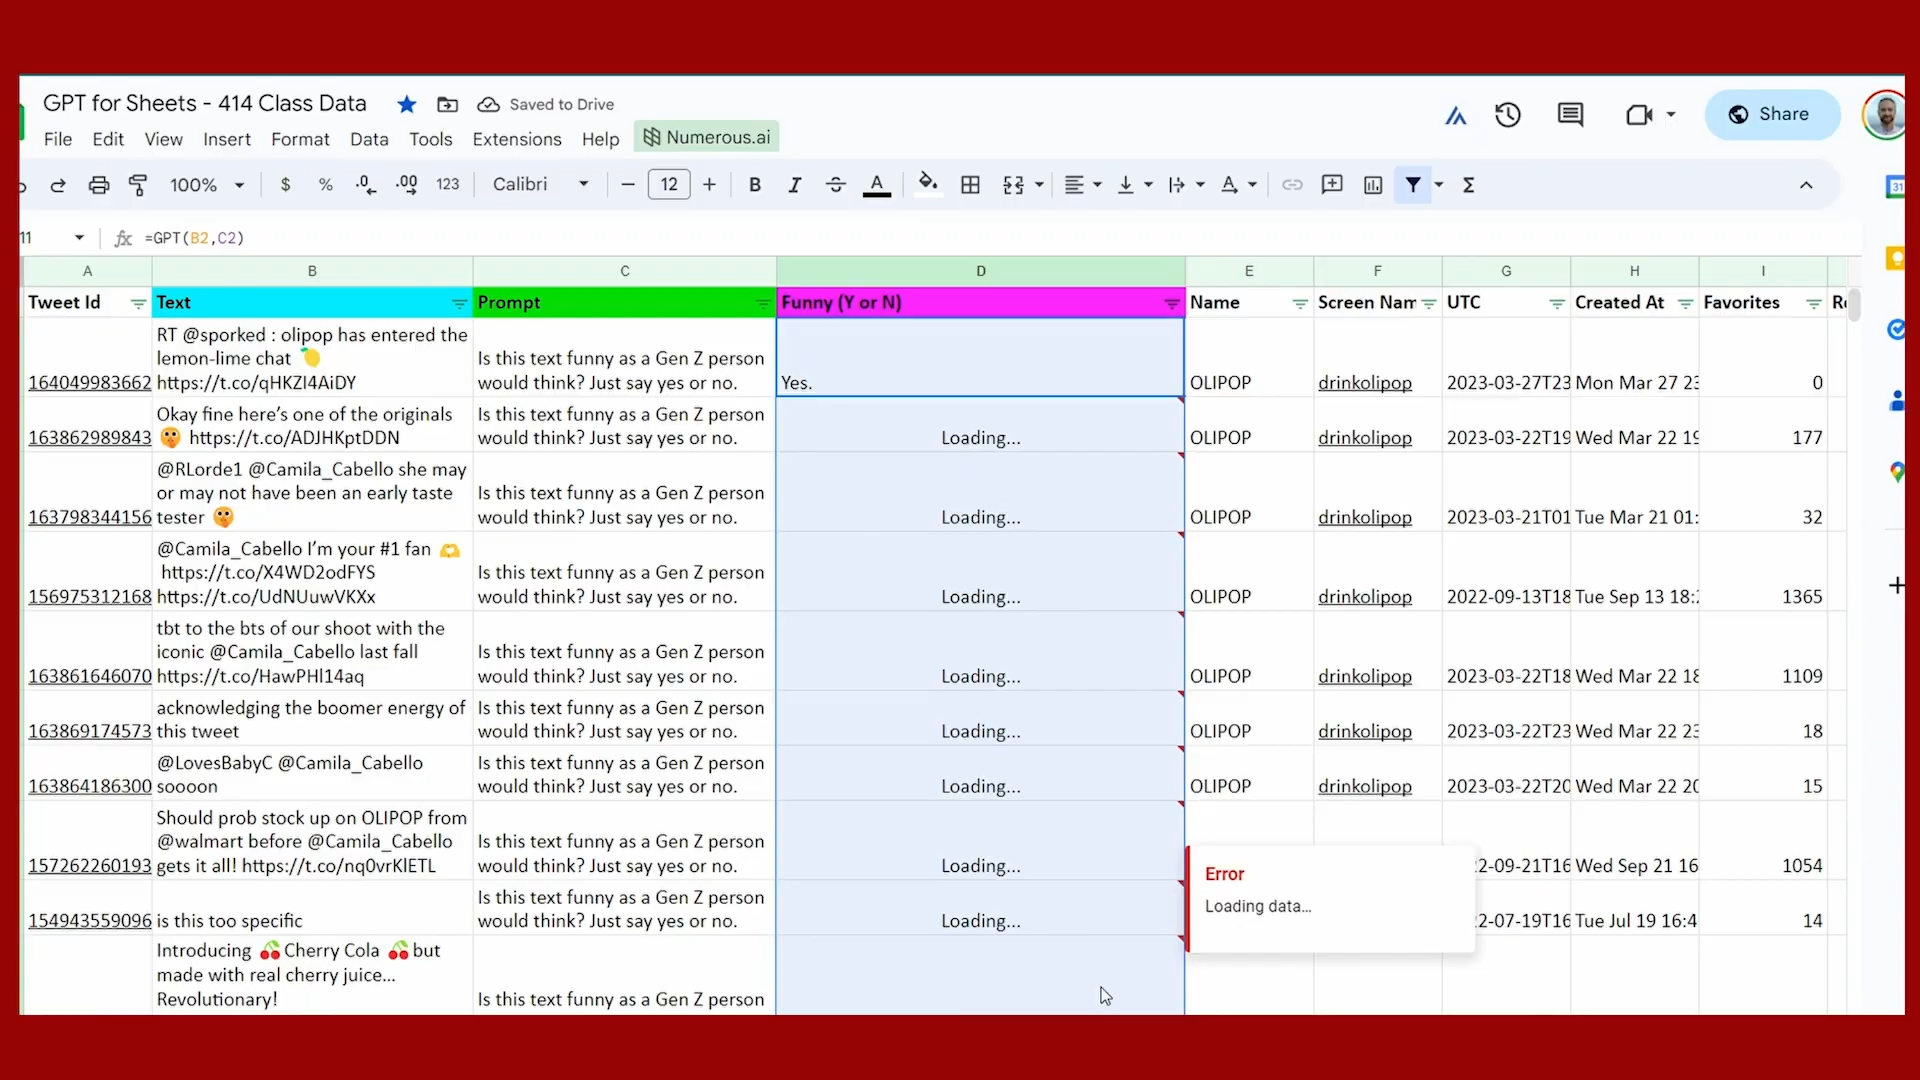 GPT for Sheets - 414 Class Data
Saved to Drive
File Edit View Insert Format Data Tools Extensions Help Numerous.ai
Share
100% $ % .0 .00 123 Calibri 12 B I A A Σ
31
11 fx =GPT(B2,C2)
A B C D E F G H I
Tweet Id Text Prompt Funny (Y or N) Name Screen Nam UTC Created At Favorites R
RT @sporked : olipop has entered the
lemon-lime chat 🍋
https://t.co/qHKZI4AiDY
Is this text funny as a Gen Z person
would think? Just say yes or no.
164049983662 Yes. OLIPOP drinkolipop 2023-03-27T23 Mon Mar 27 23 0
Okay fine here’s one of the originals
🤫 https://t.co/ADJHKptDDN
Is this text funny as a Gen Z person
would think? Just say yes or no.
163862989843 Loading... OLIPOP drinkolipop 2023-03-22T19 Wed Mar 22 19 177
@RLorde1 @Camila_Cabello she may
or may not have been an early taste
tester 🤫
Is this text funny as a Gen Z person
would think? Just say yes or no.
163798344156 Loading... OLIPOP drinkolipop 2023-03-21T01 Tue Mar 21 01: 32
@Camila_Cabello I’m your #1 fan 🫶
https://t.co/X4WD2odFYS
https://t.co/UdNUuwVKXx
Is this text funny as a Gen Z person
would think? Just say yes or no.
156975312168 Loading... OLIPOP drinkolipop 2022-09-13T18 Tue Sep 13 18: 1365
tbt to the bts of our shoot with the
iconic @Camila_Cabello last fall
https://t.co/HawPHl14aq
Is this text funny as a Gen Z person
would think? Just say yes or no.
163861646070 Loading... OLIPOP drinkolipop 2023-03-22T18 Wed Mar 22 18 1109
acknowledging the boomer energy of
this tweet
Is this text funny as a Gen Z person
would think? Just say yes or no.
163869174573 Loading... OLIPOP drinkolipop 2023-03-22T23 Wed Mar 22 23 18
@LovesBabyC @Camila_Cabello
soooon
Is this text funny as a Gen Z person
would think? Just say yes or no.
163864186300 Loading... OLIPOP drinkolipop 2023-03-22T20 Wed Mar 22 20 15
Should prob stock up on OLIPOP from
@walmart before @Camila_Cabello
gets it all! https://t.co/nq0vrKlETL
Is this text funny as a Gen Z person
would think? Just say yes or no.
157262260193 Loading... 2-09-21T16 Wed Sep 21 16 1054
Error
Loading data...
is this too specific
Is this text funny as a Gen Z person
would think? Just say yes or no.
154943559096 Loading... 2-07-19T16 Tue Jul 19 16:4 14
Introducing 🍒Cherry Cola 🍒but
made with real cherry juice...
Revolutionary!
Is this text funny as a Gen Z person